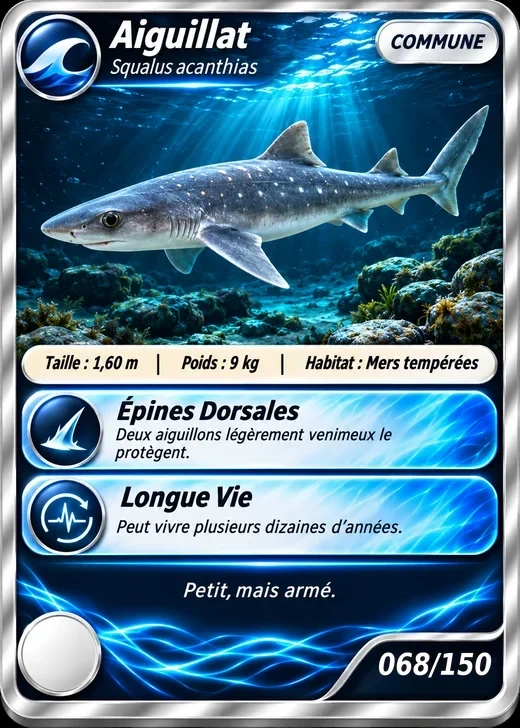 Aiguillat
COMMUNE
Squalus acanthias
Taille : 1,60 m | Poids : 9 kg | Habitat : Mers tempérées
Épines Dorsales
Deux aiguillons légèrement venimeux le
protègent.
Longue Vie
Peut vivre plusieurs dizaines d’années.
Petit, mais armé.
068/150